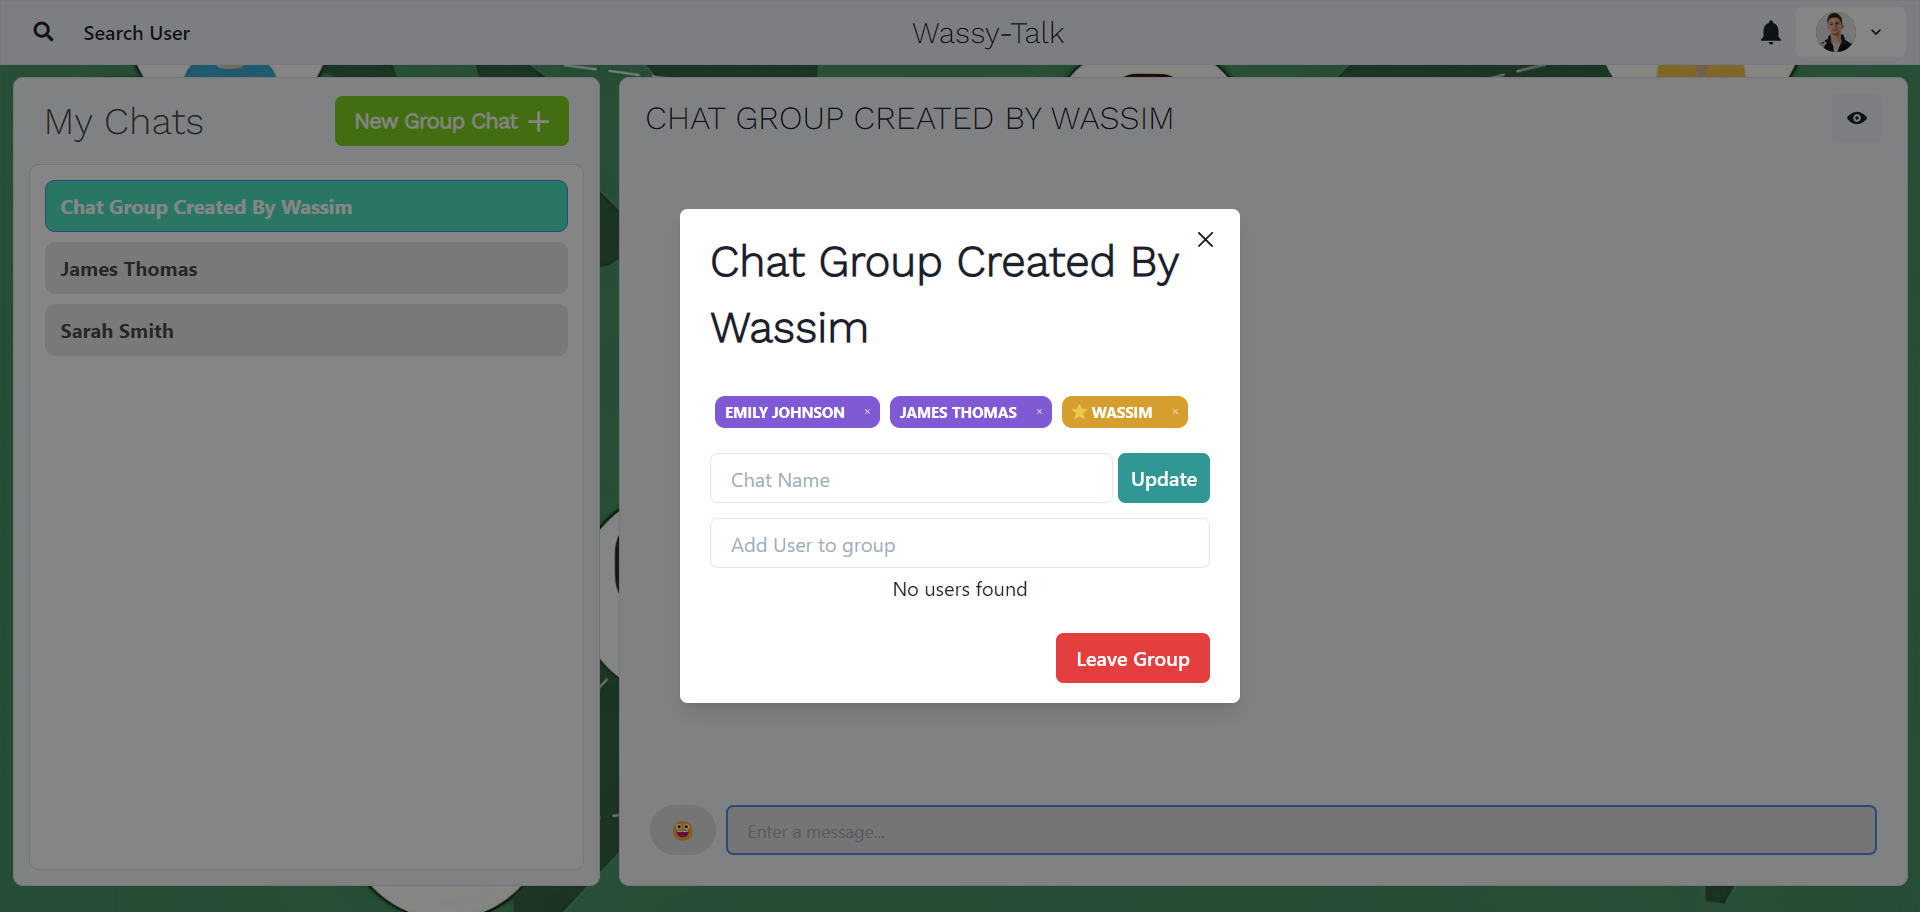 Search User
Wassy-Talk
My Chats
New Group Chat
Chat Group Created By Wassim
James Thomas
Sarah Smith
CHAT GROUP CREATED BY WASSIM
Chat Group Created By
Wassim
EMILY JOHNSON ×
JAMES THOMAS ×
WASSIM ×
Chat Name
Update
Add User to group
No users found
Leave Group
Enter a message...